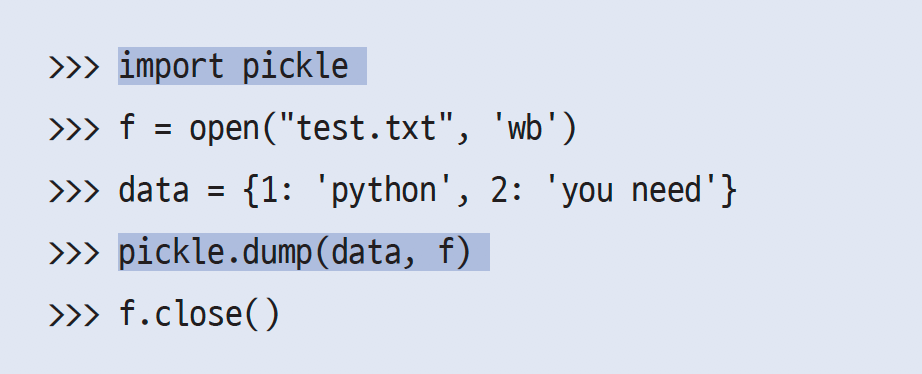 >>> import pickle
>>> f = open("test.txt", 'wb')
>>> data = {1: 'python', 2: 'you need'}
>>> pickle.dump(data, f)
>>> f.close()